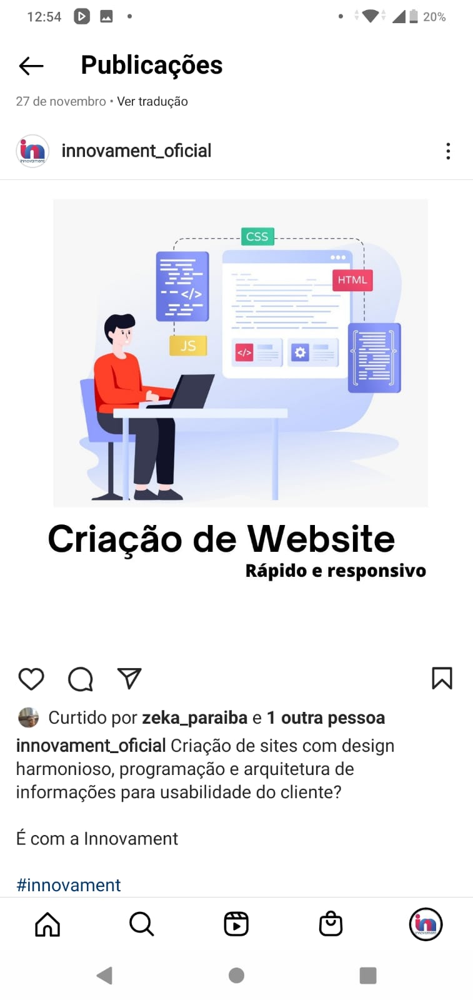 12:54
20%
Publicações
27 de novembro • Ver tradução
innovament
innovament_oficial
CSS
HTML
</>
JS
</>
Criação de Website
Rápido e responsivo
Curtido por zeka_paraiba e 1 outra pessoa
innovament_oficial Criação de sites com design
harmonioso, programação e arquitetura de
informações para usabilidade do cliente?
É com a Innovament
#innovament
innovament